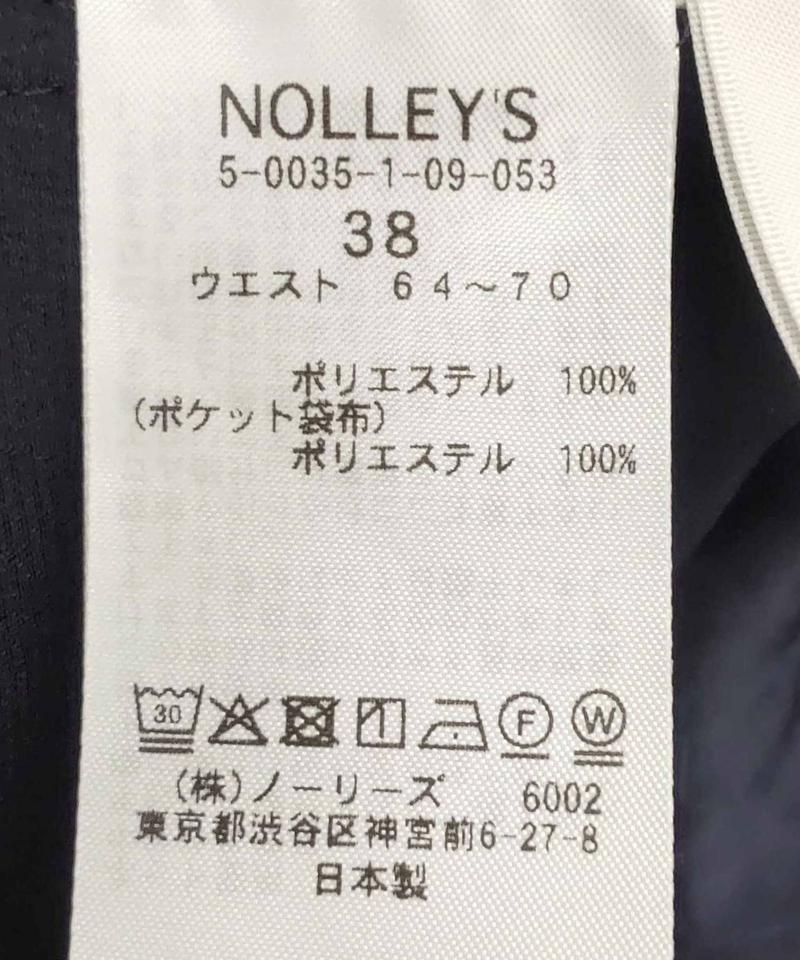 NOLLEY'S
5-0035-1-09-053
38
ウエスト 64~70
ポリエステル 100%
(ポケット袋布)
ポリエステル 100%
30 F W
(株)ノーリーズ 6002
東京都渋谷区神宮前6-27-8
日本製